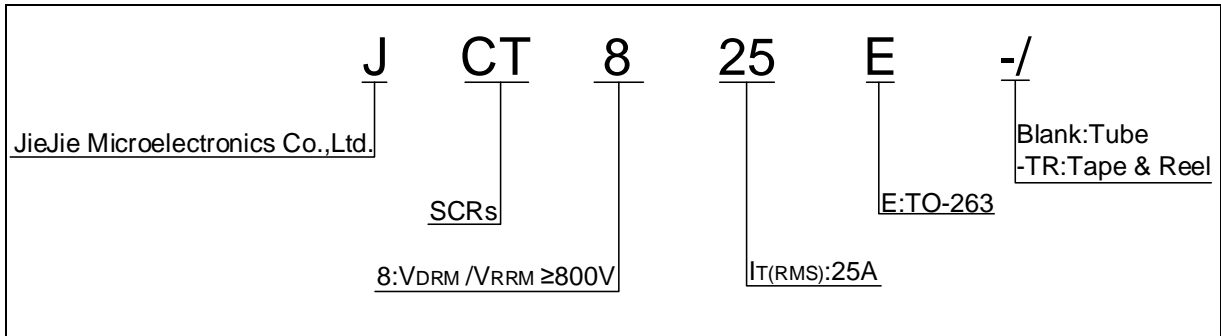 J CT 8 25 E -/
JieJie Microelectronics Co.,Ltd.
Blank:Tube
-TR:Tape & Reel
SCRs
E:TO-263
8:VDRM /VRRM ≥800V
IT(RMS):25A